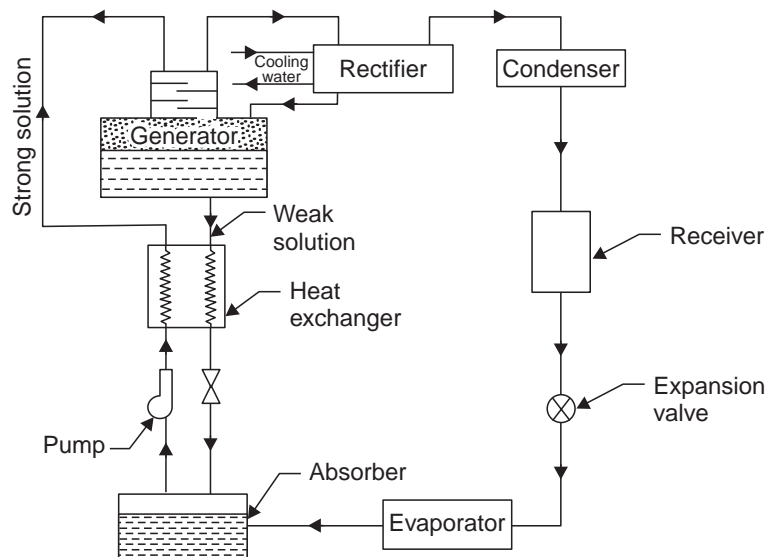 Cooling
water
Rectifier
Condenser
Strong solution
Generator
Weak
solution
Receiver
Heat
exchanger
Expansion
valve
Pump
Absorber
Evaporator